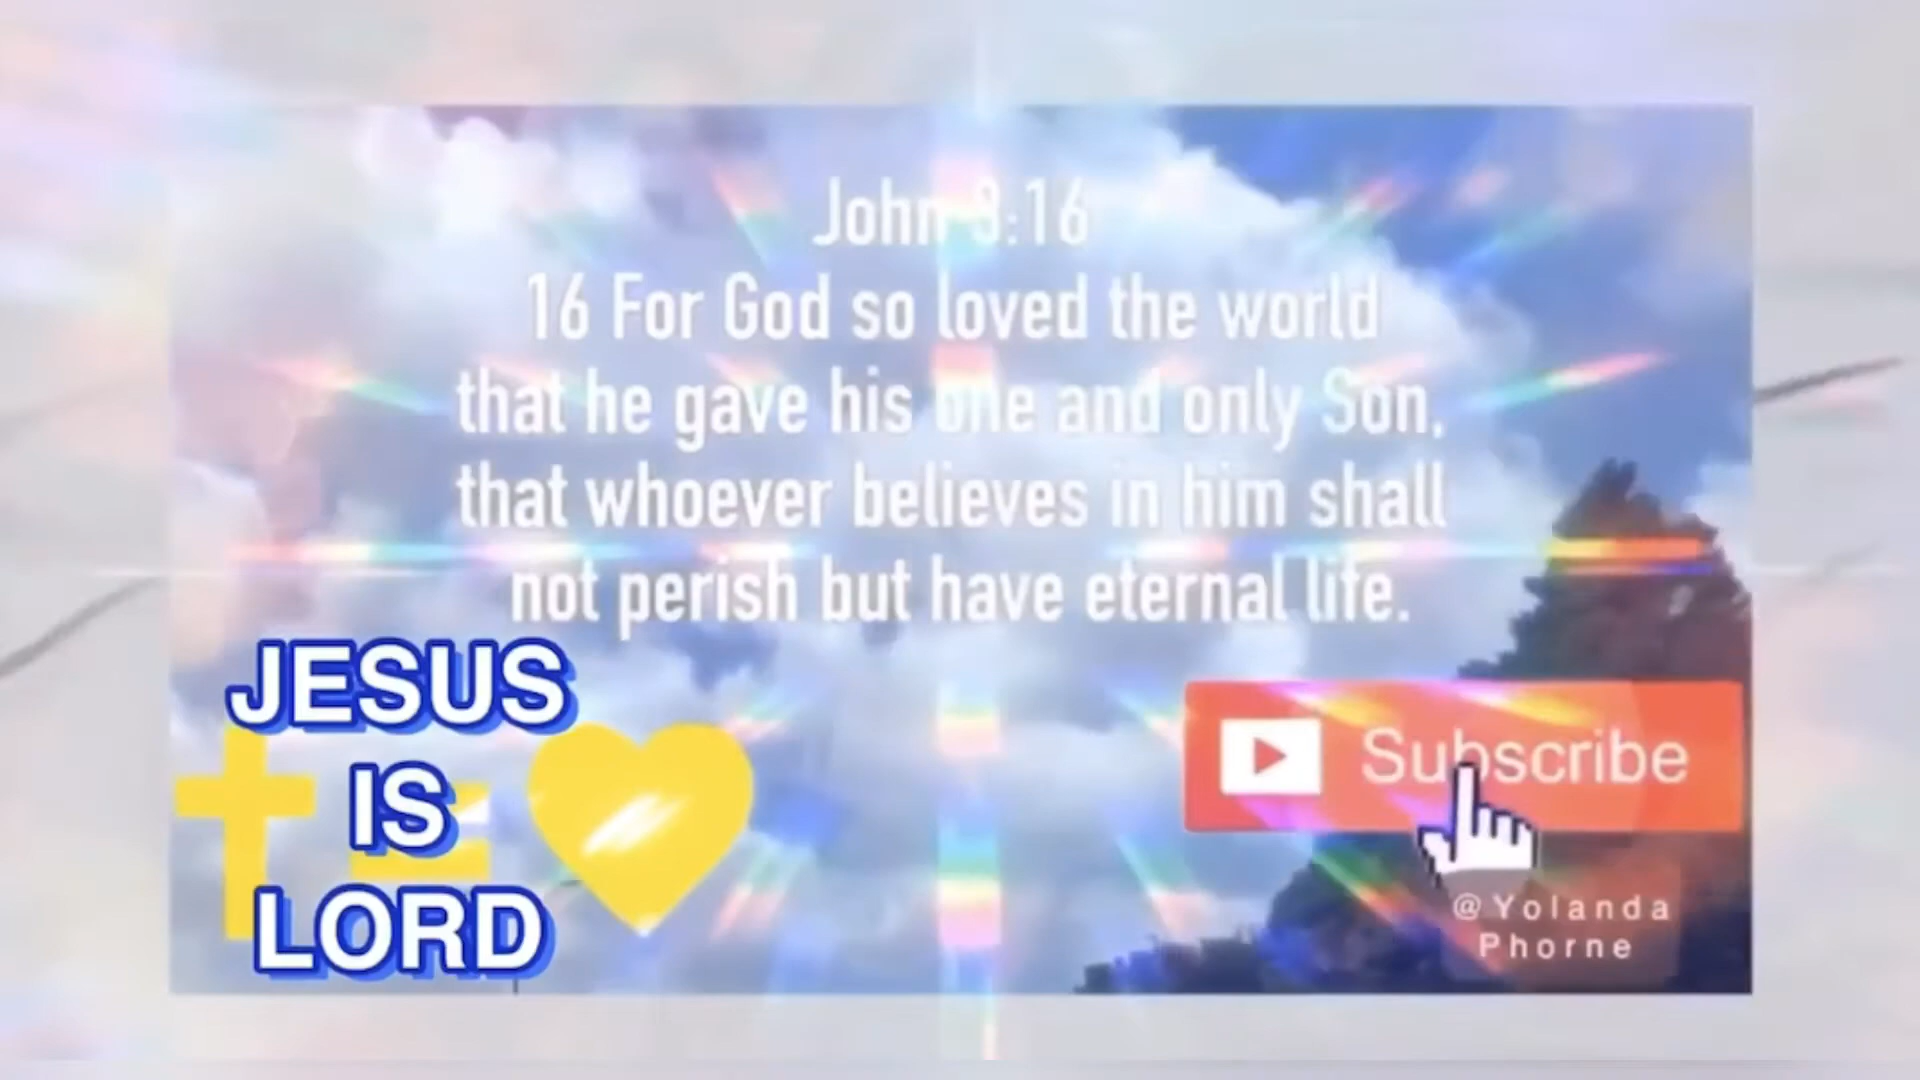 John 3:16
16 For God so loved the world
that he gave his one and only Son,
that whoever believes in him shall
not perish but have eternal life.
JESUS
IS
LORD
Subscribe
@Yolanda
Phorne